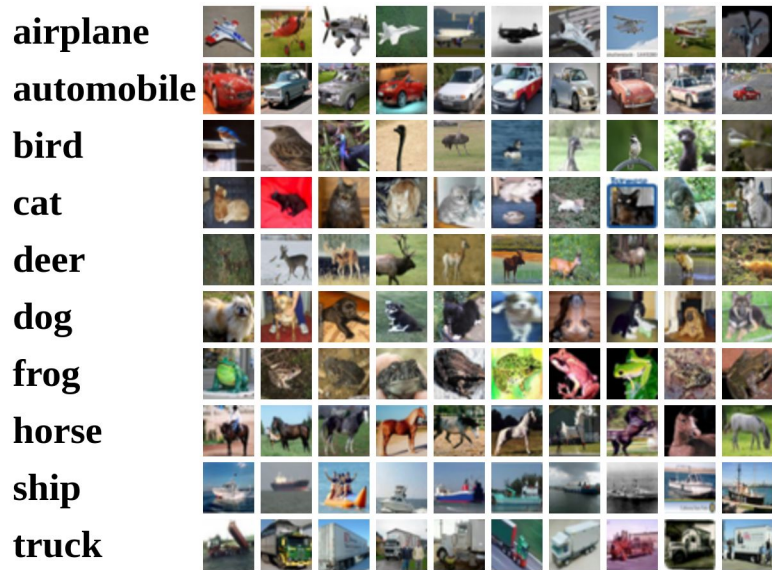 airplane
automobile
bird
cat
deer
dog
frog
horse
ship
truck